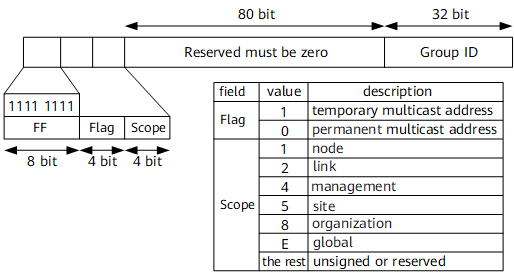 80 bit 32 bit
Reserved must be zero Group ID
1111 1111
FF Flag Scope
8 bit 4 bit 4 bit
field value description
Flag 1 temporary multicast address
0 permanent multicast address
Scope 1 node
2 link
4 management
5 site
8 organization
E global
the rest unsigned or reserved